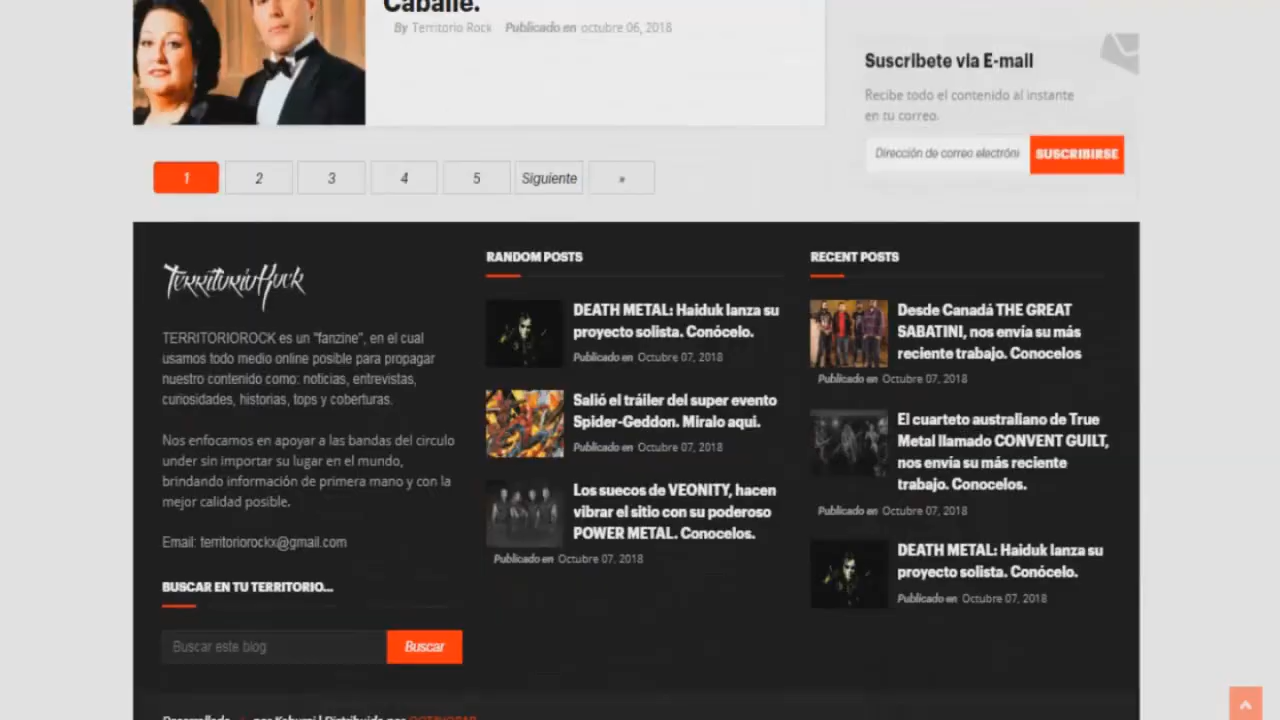 Caballé.
By Territorio Rock Publicado en octubre 06, 2018
Suscríbete vía E-mail
Recibe todo el contenido al instante
en tu correo.
Dirección de correo electróni
SUSCRIBIRSE
1 2 3 4 5 Siguiente »
TerritorioRock
TERRITORIOROCK es un "fanzine", en el cual
usamos todo medio online posible para propagar
nuestro contenido como: noticias, entrevistas,
curiosidades, historias, tops y coberturas.
Nos enfocamos en apoyar a las bandas del circulo
under sin importar su lugar en el mundo,
brindando información de primera mano y con la
mejor calidad posible.
Email: territoriorockx@gmail.com
BUSCAR EN TU TERRITORIO...
Buscar este blog
Buscar
RANDOM POSTS
DEATH METAL: Haiduk lanza su
proyecto solista. Conócelo.
Publicado en Octubre 07, 2018
Salió el tráiler del super evento
Spider-Geddon. Miralo aqui.
Publicado en Octubre 07, 2018
Los suecos de VEONITY, hacen
vibrar el sitio con su poderoso
POWER METAL. Conocelos.
Publicado en Octubre 07, 2018
RECENT POSTS
Desde Canadá THE GREAT
SABATINI, nos envía su más
reciente trabajo. Conocelos
Publicado en Octubre 07, 2018
El cuarteto australiano de True
Metal llamado CONVENT GUILT,
nos envia su más reciente
trabajo. Conocelos.
Publicado en Octubre 07, 2018
DEATH METAL: Haiduk lanza su
proyecto solista. Conócelo.
Publicado en Octubre 07, 2018